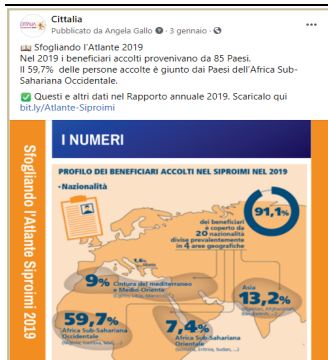 Cittalia
Pubblicato da Angela Gallo · 3 gennaio ·
Sfogliando l'Atlante 2019
Nel 2019 i beneficiari accolti provenivano da 85 Paesi.
Il 59,7% delle persone accolte è giunto dai Paesi dell'Africa Sub-
Sahariana Occidentale.
Questi e altri dati nel Rapporto annuale 2019. Scaricalo qui
bit.ly/Atlante-Siproimi
Sfogliando l'Atlante Siproimi 2019
I NUMERI
PROFILO DEI BENEFICIARI ACCOLTI NEL SIPROIMI NEL 2019
• Nazionalità
91,1%
dei beneficiari
è coperto da
20 nazionalità
divise prevalentemente
in 4 aree geografiche
9% Cintura del mediterraneo
e Medio-Oriente
Asia
13,2%
59,7%
Africa Sub-Sahariana
Occidentale
7,4%
Africa Sub-Sahariana
Orientale